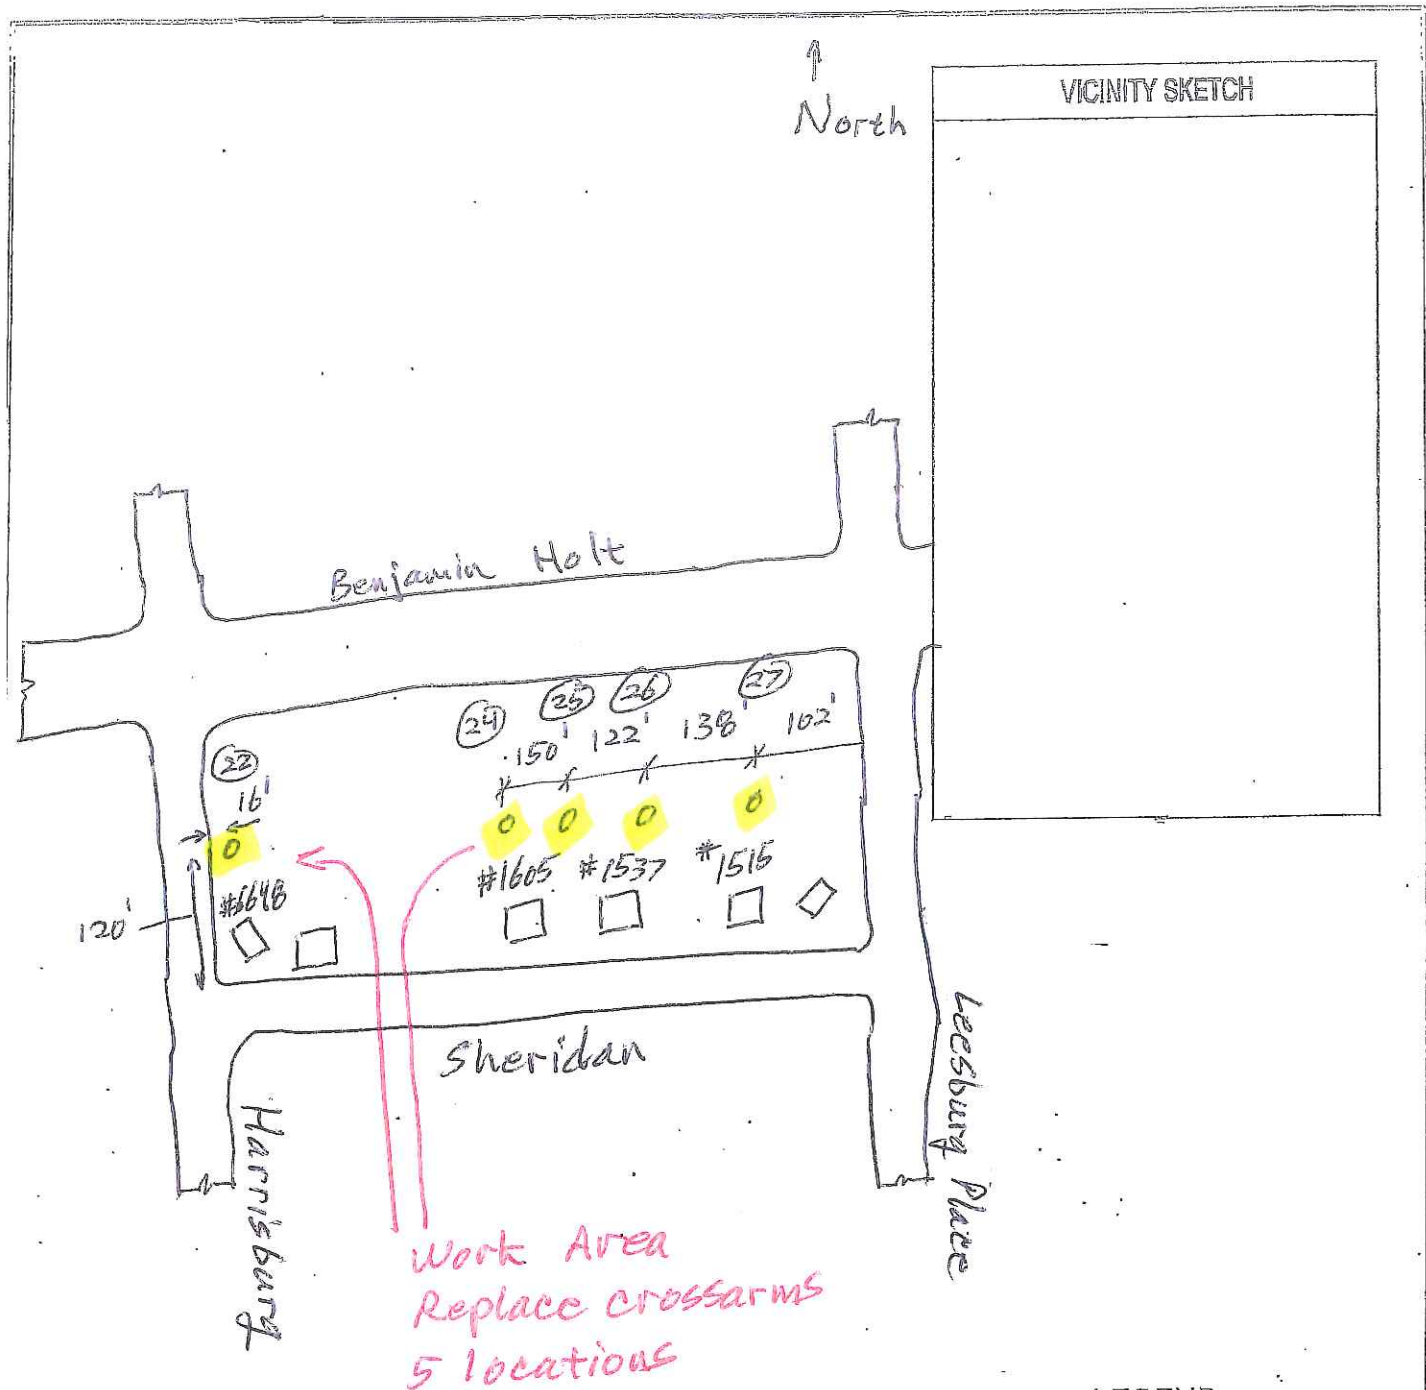 North
VICINITY SKETCH
Benjamin Holt
22
24
25
26
27
16'
150'
122'
138'
102'
120'
#6648
#1605
#1537
#1515
Sheridan
Harrisburg
Leesburg Place
Work Area
Replace crossarms
5 locations